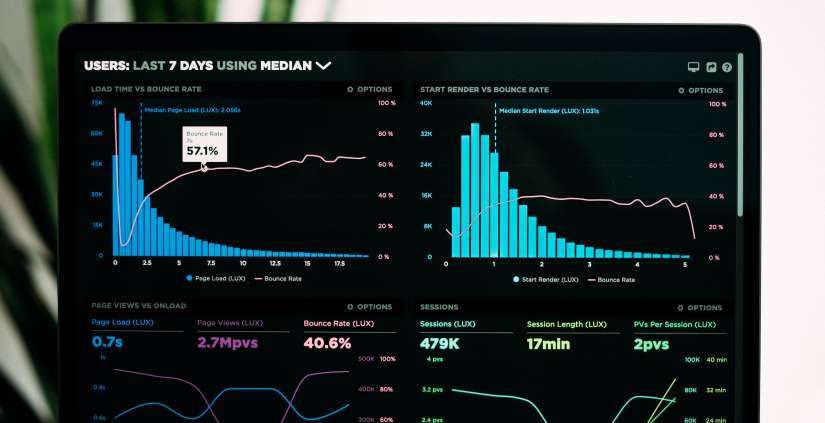 USERS: LAST 7 DAYS USING MEDIAN
LOAD TIME VS BOUNCE RATE
OPTIONS
75K
100 %
Median Page Load (LUX): 2.056s
60K
80 %
Bounce Rate
7s
57.1%
45K
60 %
30K
40 %
15K
20 %
0
0 %
0 2.5 5 7.5 10 12.5 15 17.5
Page Load (LUX) Bounce Rate
START RENDER VS BOUNCE RATE
OPTIONS
40K
100 %
Median Start Render (LUX): 1.031s
32K
80 %
24K
60 %
16K
40 %
8K
20 %
0
0 %
0 1 2 3 4 5
Start Render (LUX) Bounce Rate
PAGE VIEWS VS ONLOAD
OPTIONS
Page Load (LUX) Page Views (LUX) Bounce Rate (LUX)
0.7s 2.7Mpvs 40.6%
1s
500K 100%
0.8s
400K 80%
0.6s
300K 60%
SESSIONS
OPTIONS
Sessions (LUX) Session Length (LUX) PVs Per Session (LUX)
479K 17min 2pvs
4 pvs
100K 40 min
3.2 pvs
80K 32 min
2.4 pvs
60K 24 min